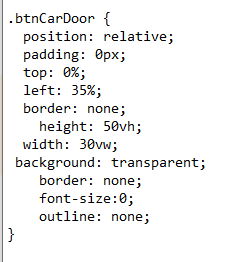 .btnCarDoor {
  position: relative;
  padding: 0px;
  top: 0%;
  left: 35%;
  border: none;
    height: 50vh;
  width: 30vw;
 background: transparent;
    border: none;
    font-size:0;
    outline: none;
}